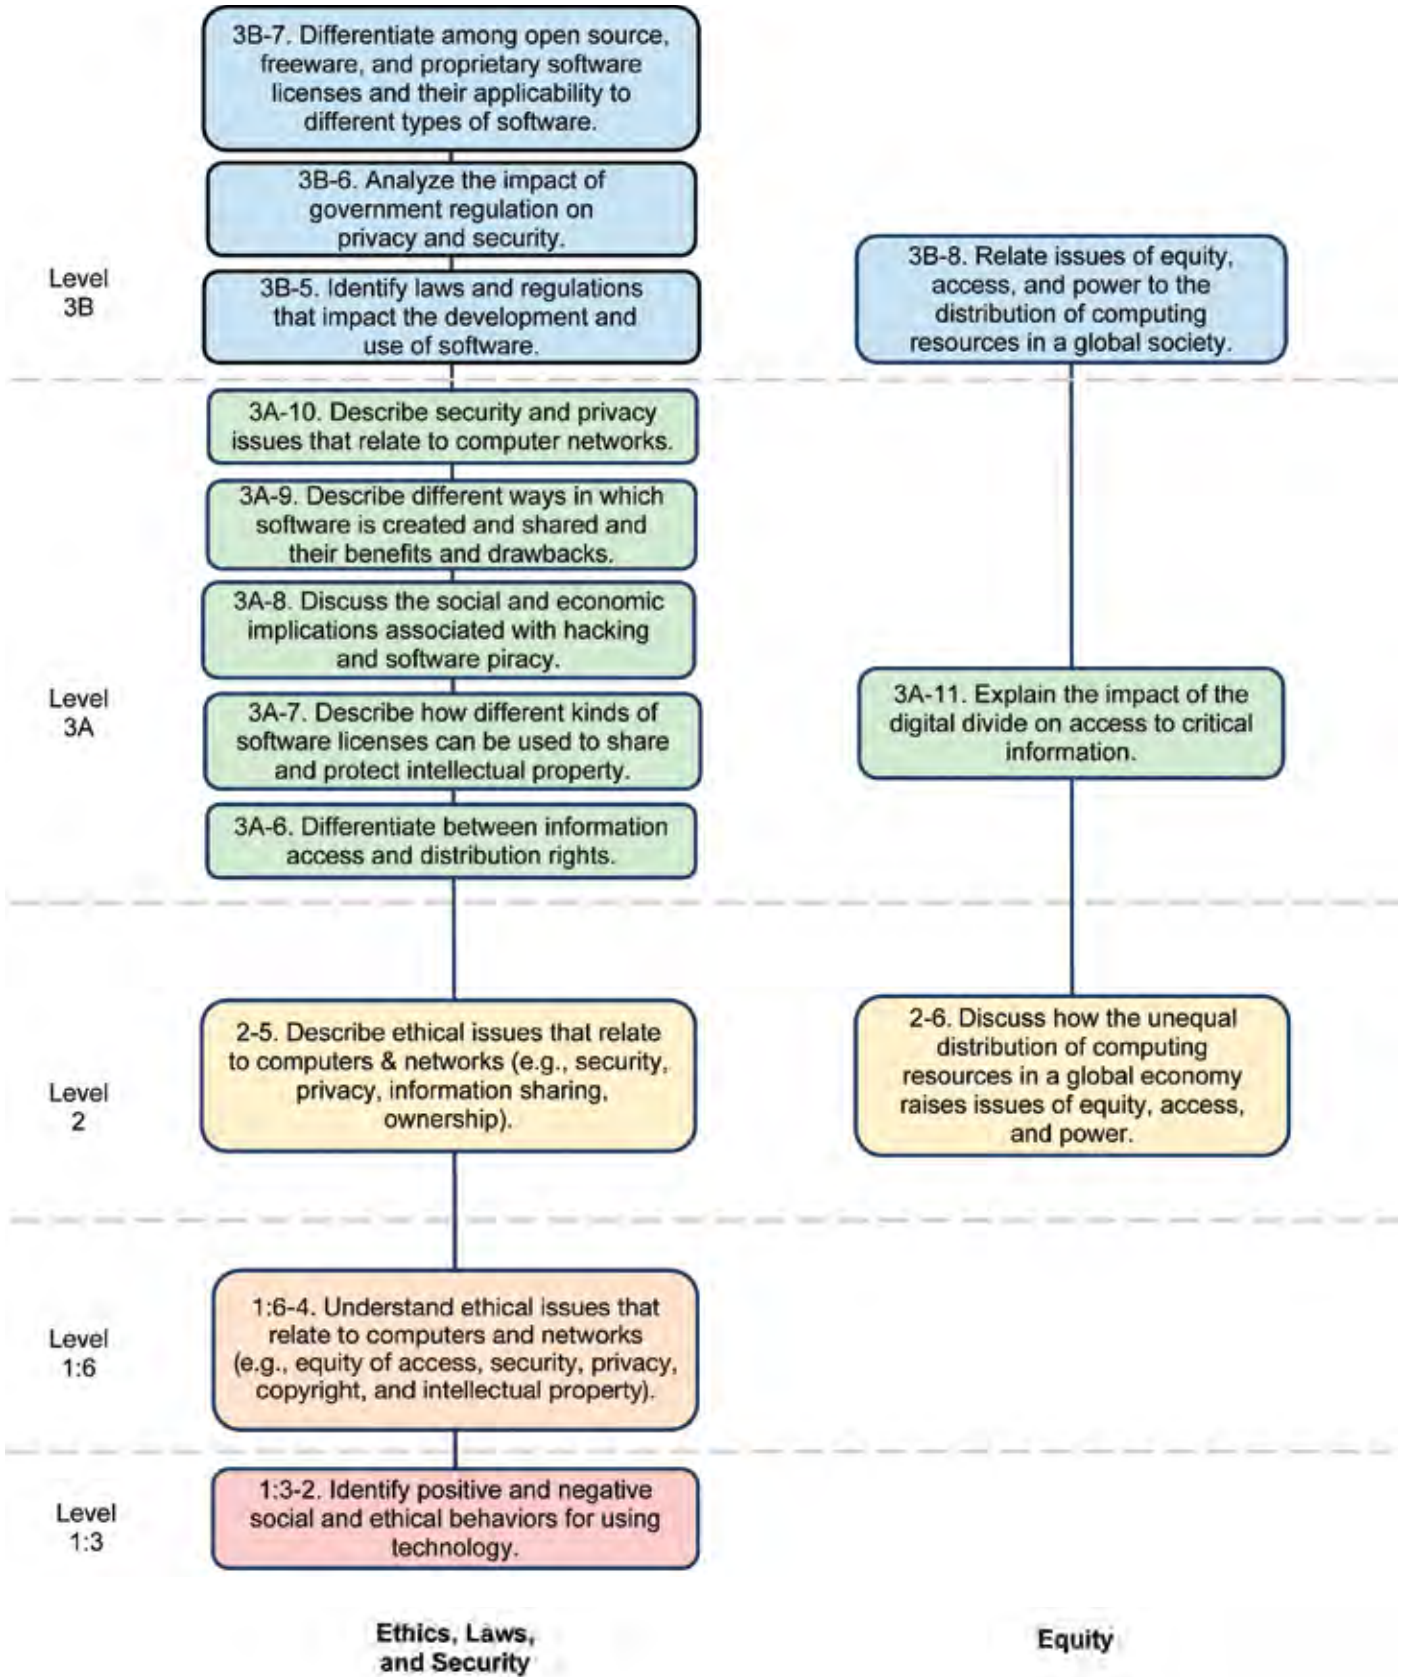 3B-7. Differentiate among open source,
freeware, and proprietary software
licenses and their applicability to
different types of software.
3B-6. Analyze the impact of
government regulation on
privacy and security.
Level
3B
3B-5. Identify laws and regulations
that impact the development and
use of software.
3B-8. Relate issues of equity,
access, and power to the
distribution of computing
resources in a global society.
3A-10. Describe security and privacy
issues that relate to computer networks.
3A-9. Describe different ways in which
software is created and shared and
their benefits and drawbacks.
3A-8. Discuss the social and economic
implications associated with hacking
and software piracy.
Level
3A
3A-7. Describe how different kinds of
software licenses can be used to share
and protect intellectual property.
3A-11. Explain the impact of the
digital divide on access to critical
information.
3A-6. Differentiate between information
access and distribution rights.
Level
2
2-5. Describe ethical issues that relate
to computers & networks (e.g., security,
privacy, information sharing,
ownership).
2-6. Discuss how the unequal
distribution of computing
resources in a global economy
raises issues of equity, access,
and power.
Level
1:6
1:6-4. Understand ethical issues that
relate to computers and networks
(e.g., equity of access, security, privacy,
copyright, and intellectual property).
Level
1:3
1:3-2. Identify positive and negative
social and ethical behaviors for using
technology.
Ethics, Laws,
and Security
Equity